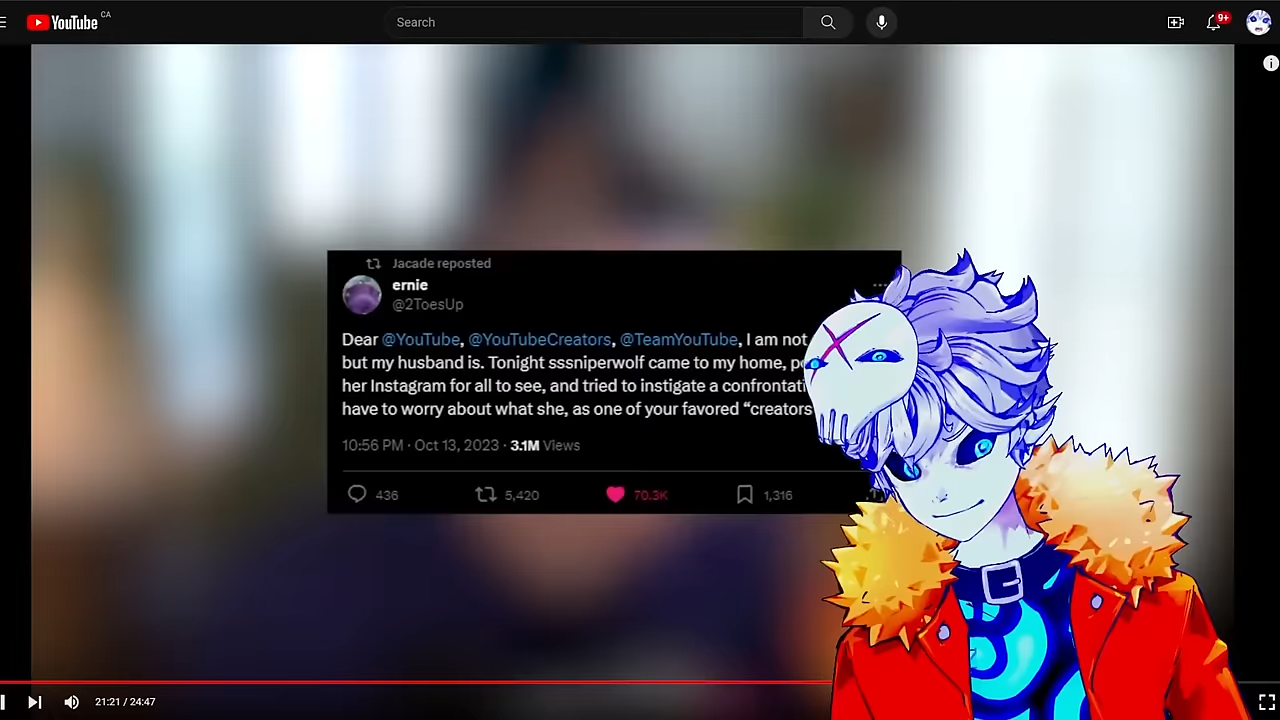 YouTube CA
Search
9+
Jacade reposted
ernie
@2ToesUp
Dear @YouTube, @YouTubeCreators, @TeamYouTube, I am not
but my husband is. Tonight sssniperwolf came to my home,
her Instagram for all to see, and tried to instigate a
have to worry about what she, as one of your favored “creators
10:56 PM · Oct 13, 2023 · 3.1M Views
436 5,420 70.3K 1,316
21:21 / 24:47